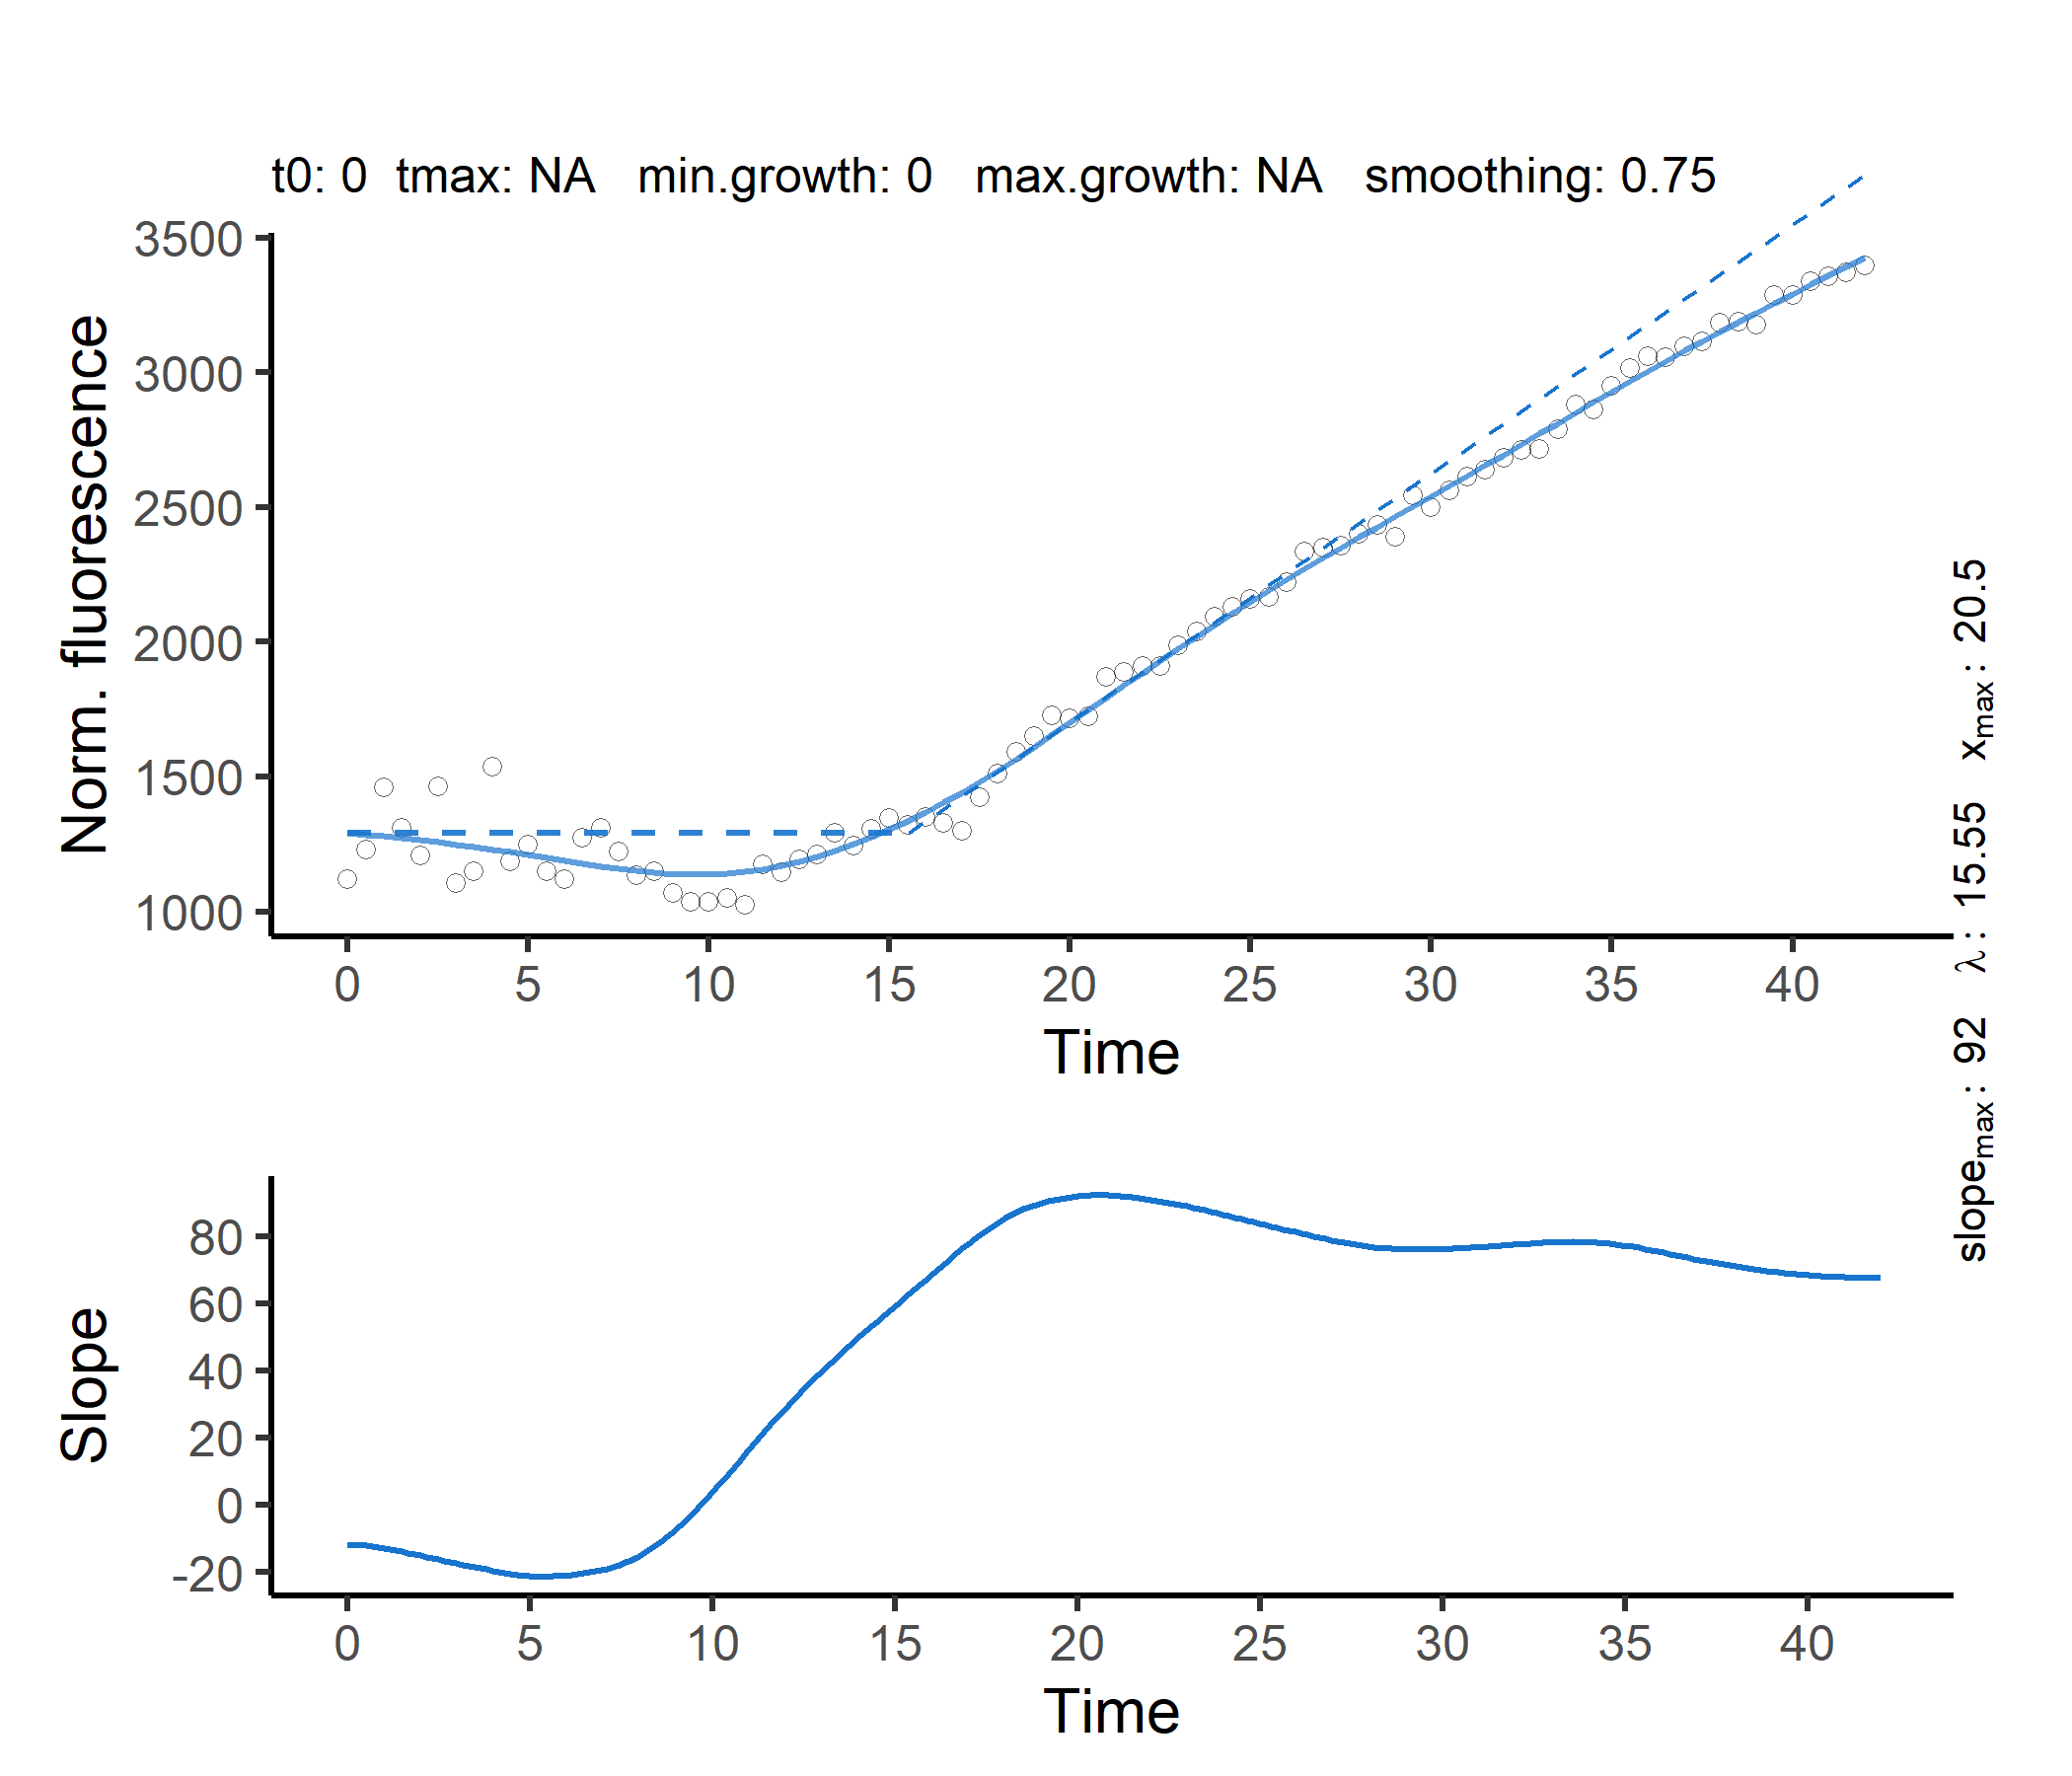 t0: 0  tmax: NA   min.growth: 0   max.growth: NA   smoothing: 0.75
Norm. fluorescence
3500
3000
2500
2000
1500
1000
0 5 10 15 20 25 30 35 40
Time
slopemax: 92   λ: 15.55   xmax: 20.5
Slope
80
60
40
20
0
-20
0 5 10 15 20 25 30 35 40
Time